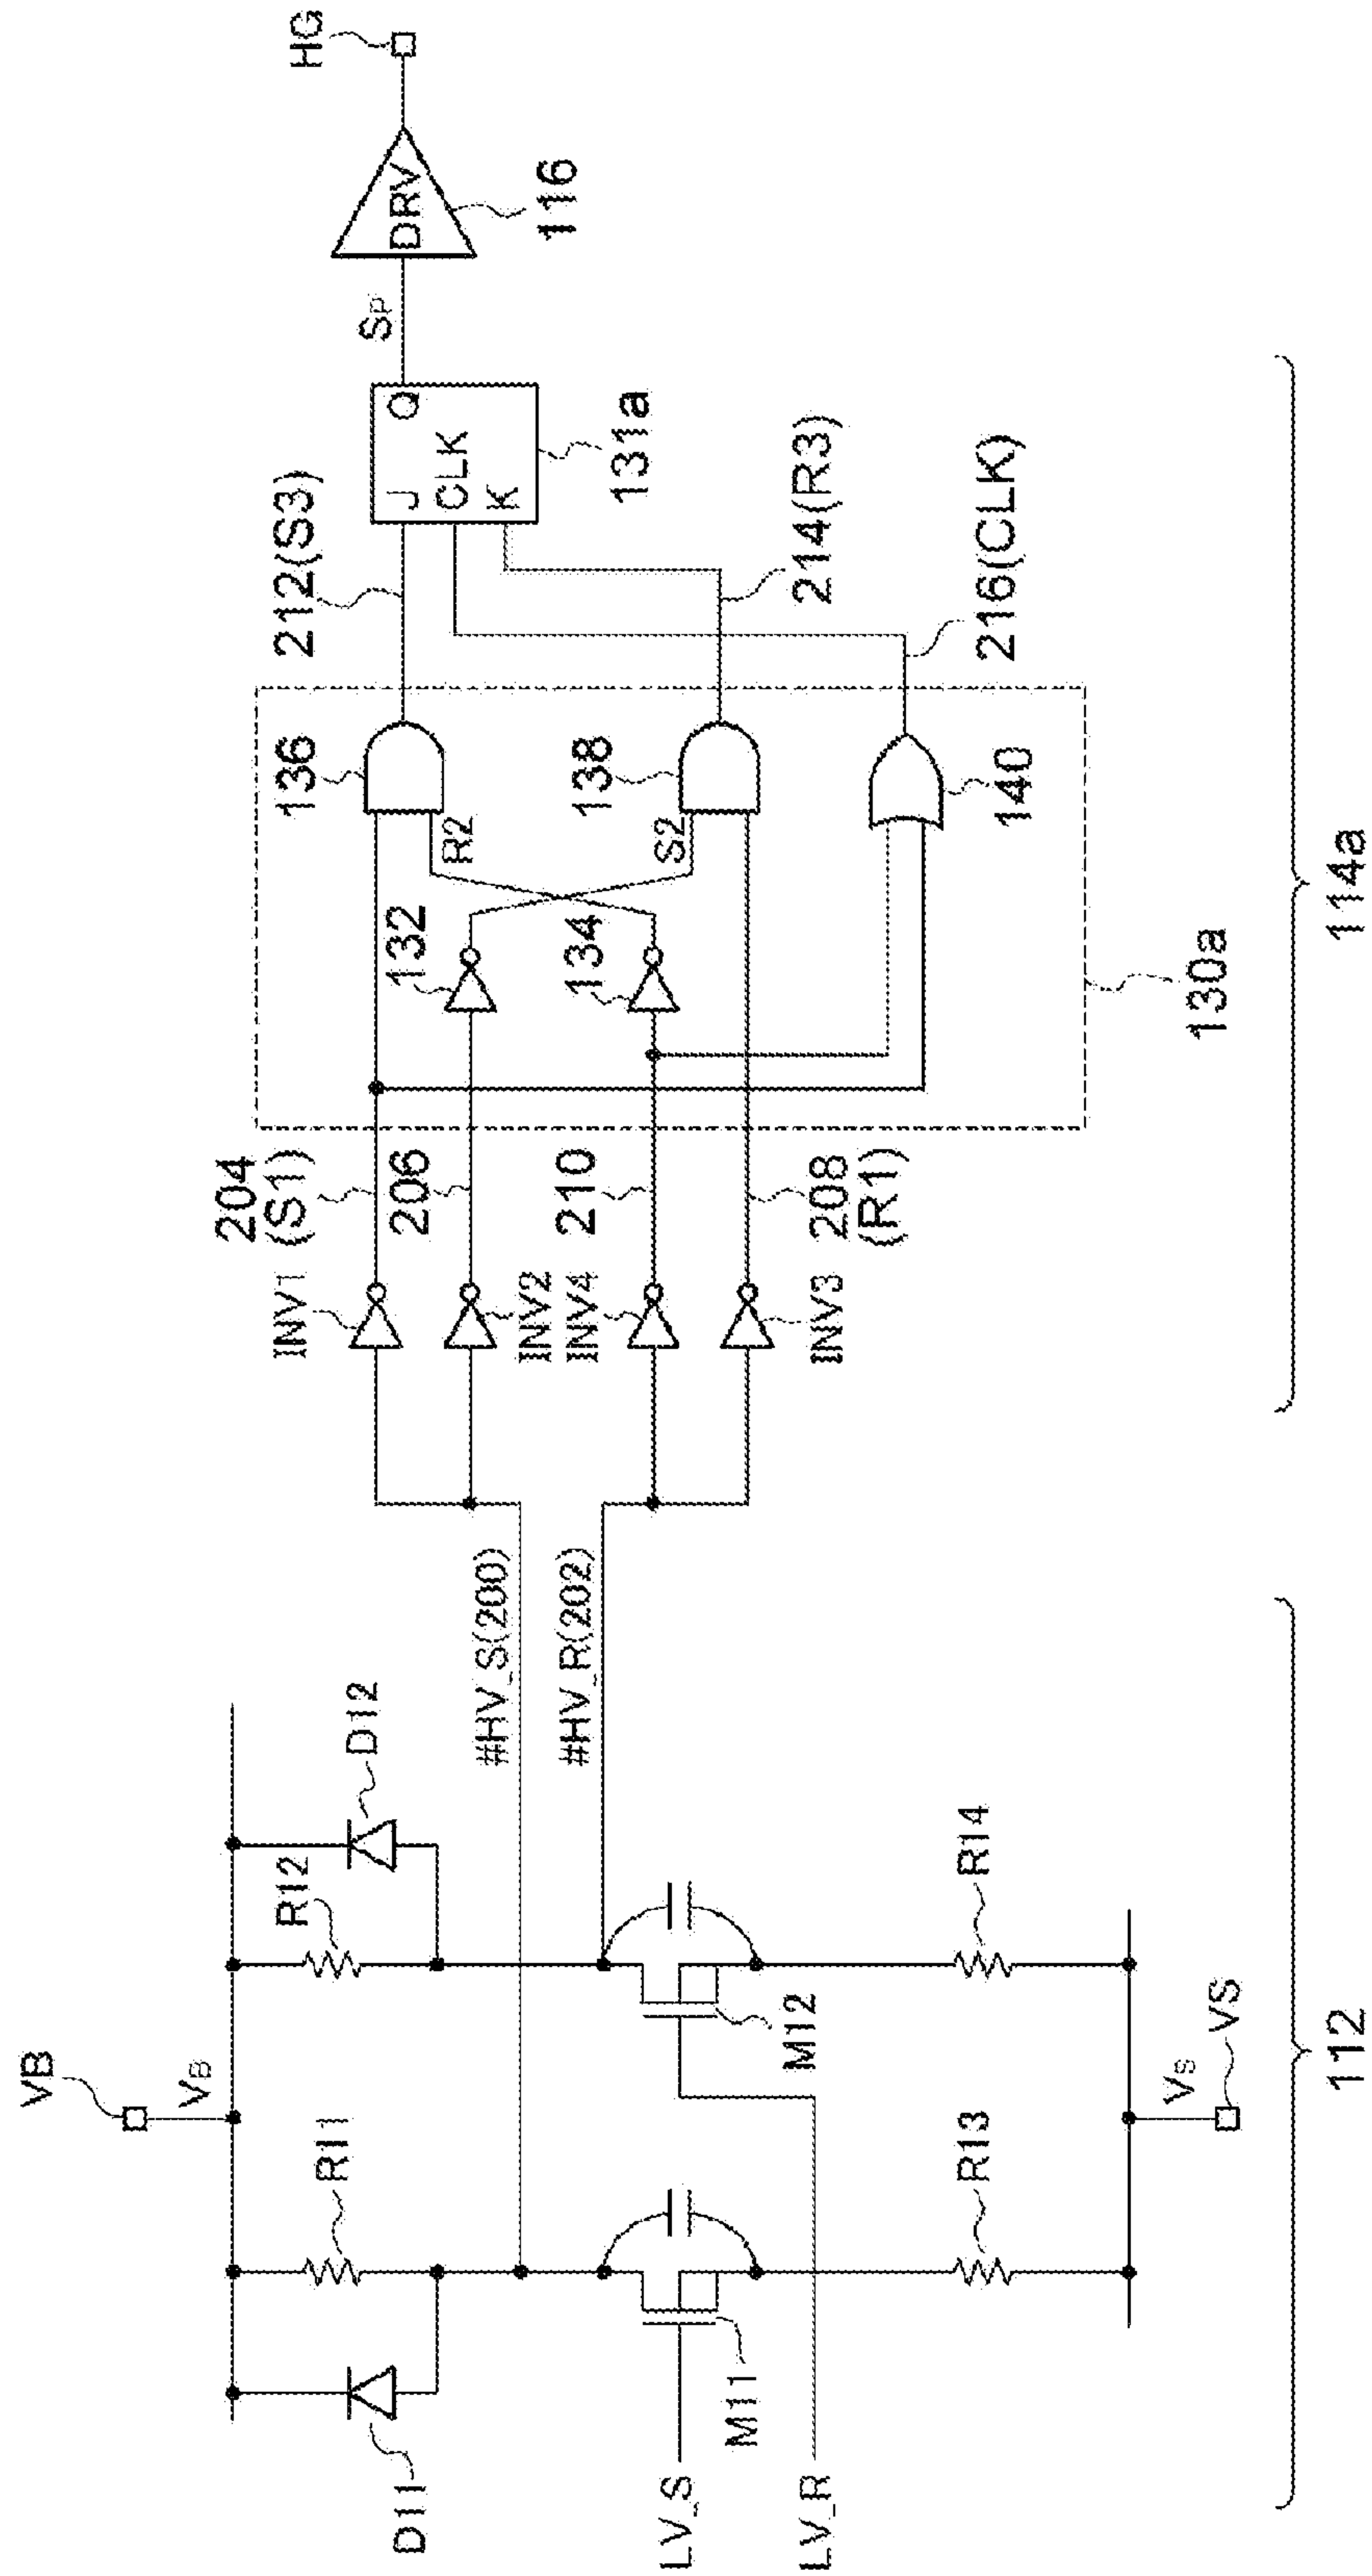 VB
VB
D11
R11
R12
D12
LV_S
LV_R
M11
M12
R13
R14
Vs
VS
112
#HV_S(200)
#HV_R(202)
INV1
INV2
INV4
INV3
204
(S1)
206
210
208
(R1)
132
134
R2
S2
136
138
140
130a
212(S3)
214(R3)
216(CLK)
J
CLK
K
Q
131a
SP
DRV
116
HG
114a